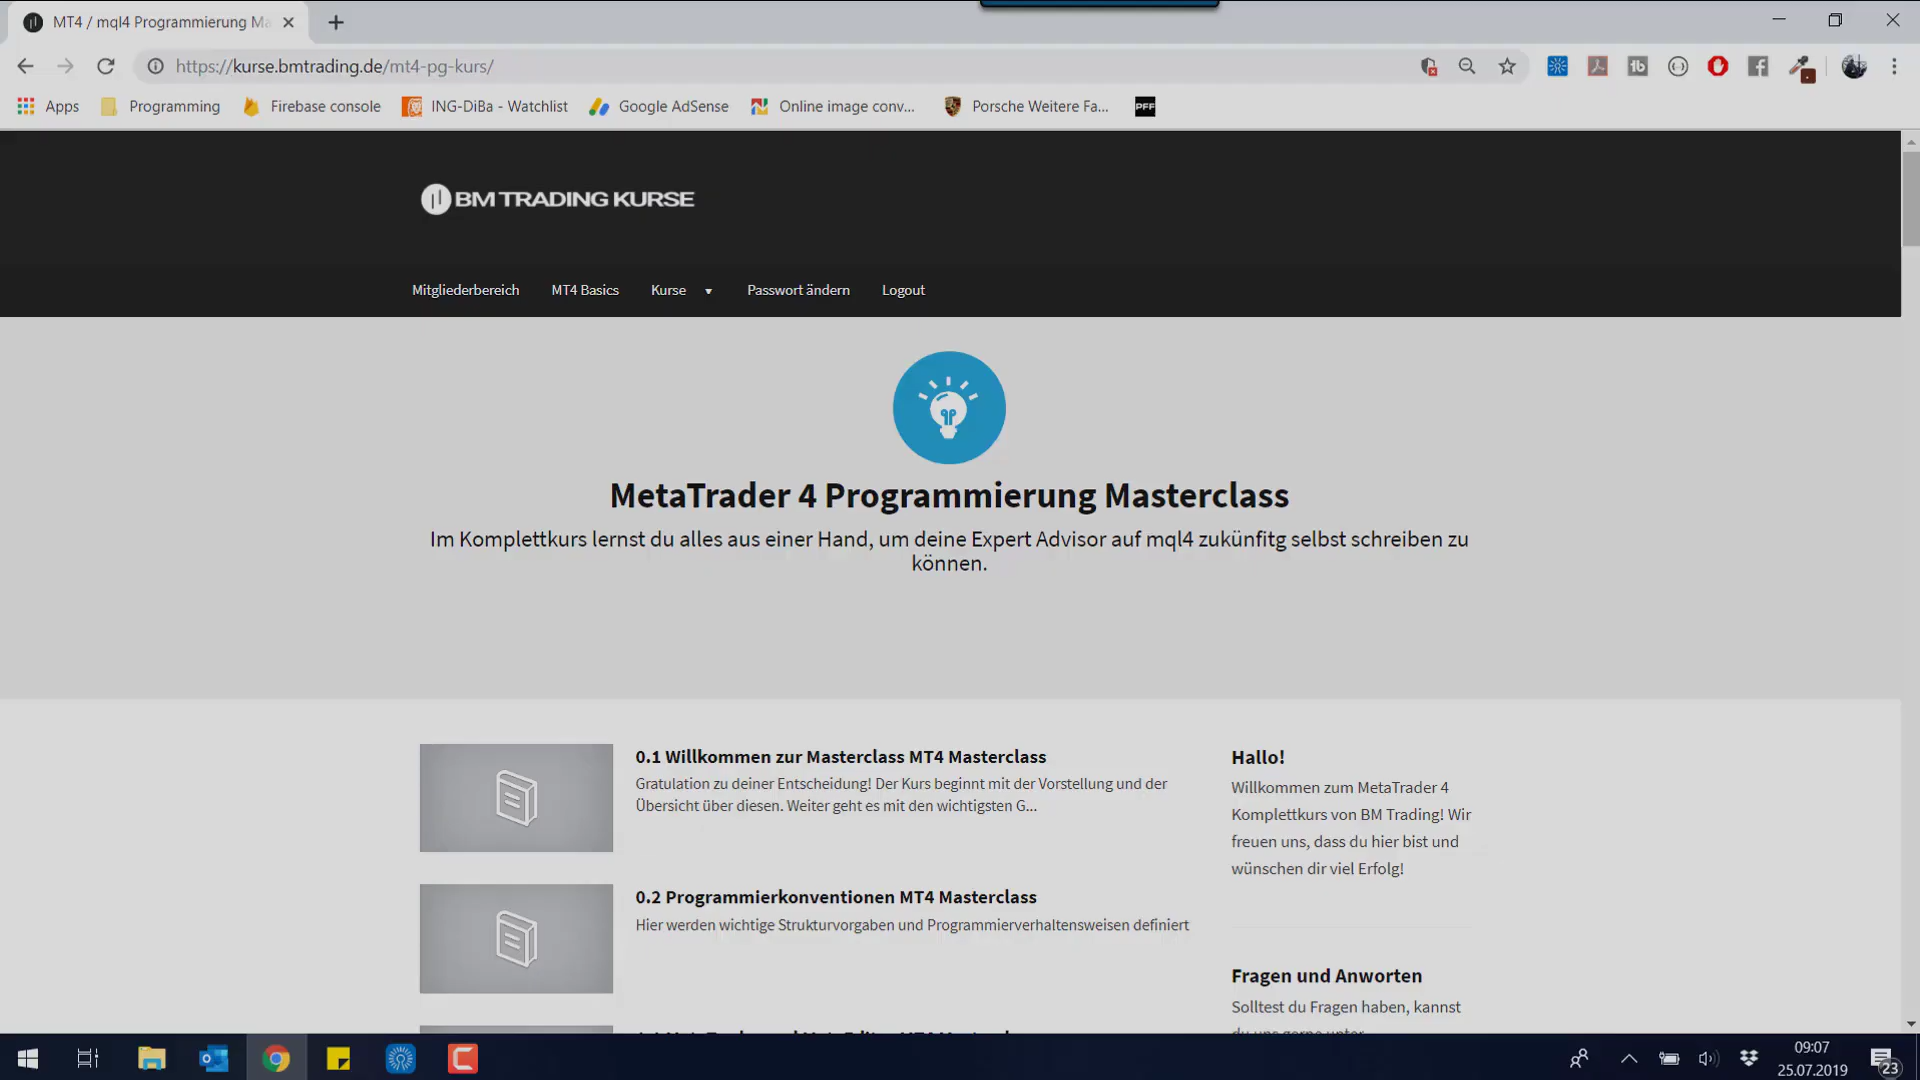 MT4 / mql4 Programmierung Ma
https://kurse.bmtrading.de/mt4-pg-kurs/
Apps
Programming
Firebase console
ING-DiBa - Watchlist
Google AdSense
Online image conv...
Porsche Weitere Fa...
PFF
BM TRADING KURSE
Mitgliederbereich
MT4 Basics
Kurse
Passwort ändern
Logout
MetaTrader 4 Programmierung Masterclass
Im Komplettkurs lernst du alles aus einer Hand, um deine Expert Advisor auf mql4 zukünfitg selbst schreiben zu
können.
0.1 Willkommen zur Masterclass MT4 Masterclass
Gratulation zu deiner Entscheidung! Der Kurs beginnt mit der Vorstellung und der
Übersicht über diesen. Weiter geht es mit den wichtigsten G...
0.2 Programmierkonventionen MT4 Masterclass
Hier werden wichtige Strukturvorgaben und Programmierverhaltensweisen definiert
Hallo!
Willkommen zum MetaTrader 4
Komplettkurs von BM Trading! Wir
freuen uns, dass du hier bist und
wünschen dir viel Erfolg!
Fragen und Anworten
Solltest du Fragen haben, kannst
09:07
25.07.2019
23